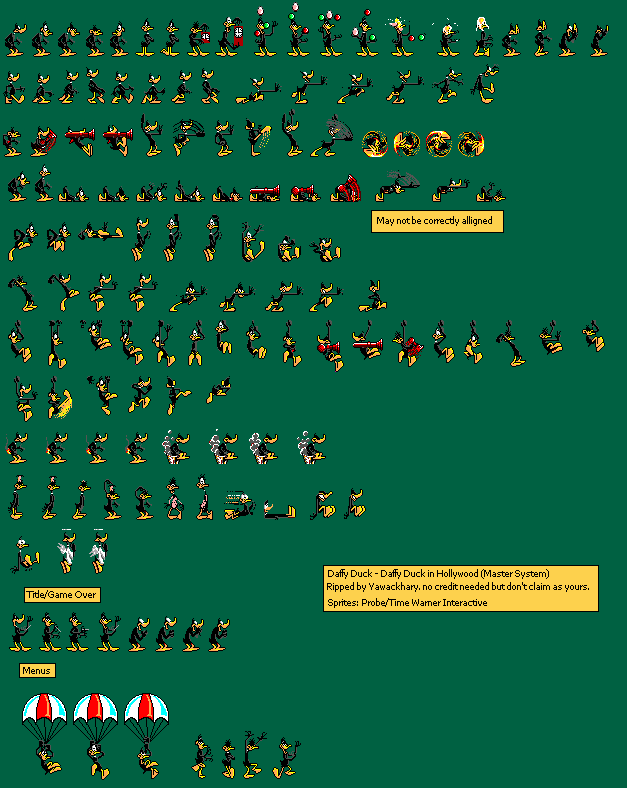 May not be correctly alligned
Daffy Duck - Daffy Duck in Hollywood (Master System)
Ripped by Yawackhary, no credit needed but don't claim as yours.
Sprites: Probe/Time Warner Interactive
Title/Game Over
Menus